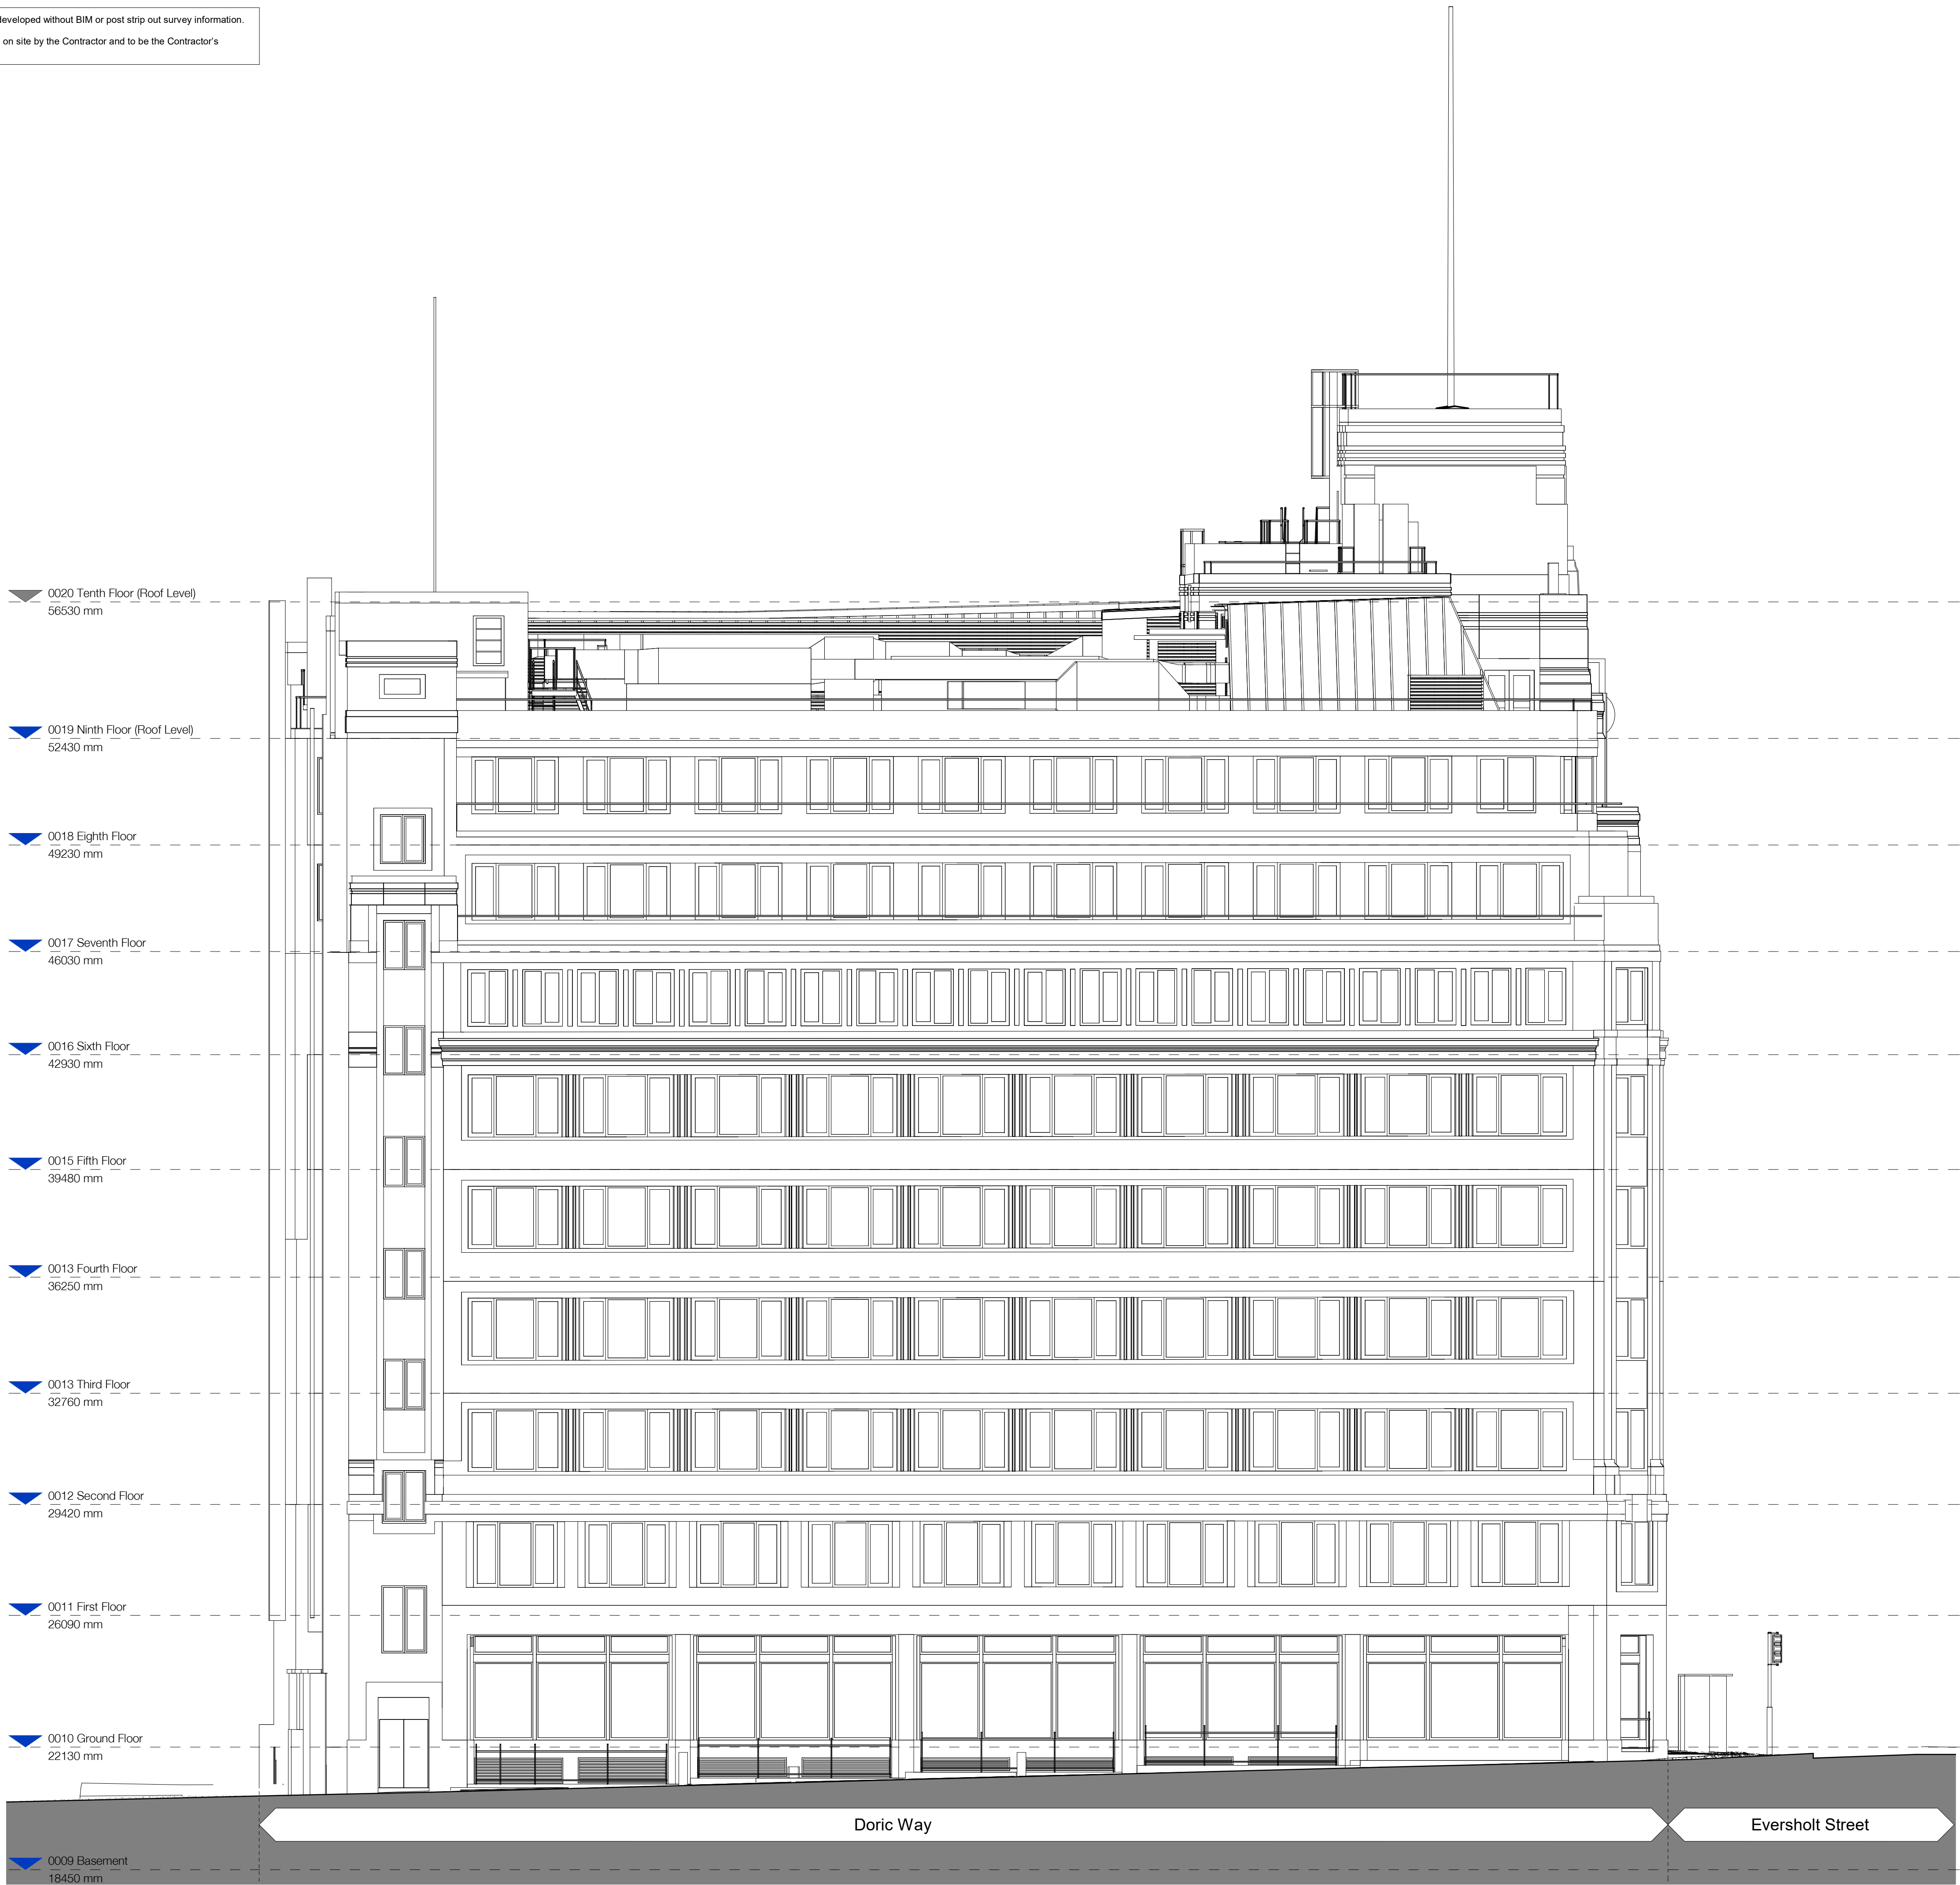 developed without BIM or post strip out survey information.
on site by the Contractor and to be the Contractor's
0020 Tenth Floor (Roof Level)
56530 mm
0019 Ninth Floor (Roof Level)
52430 mm
0018 Eighth Floor
49230 mm
0017 Seventh Floor
46030 mm
0016 Sixth Floor
42930 mm
0015 Fifth Floor
39480 mm
0013 Fourth Floor
36250 mm
0013 Third Floor
32760 mm
0012 Second Floor
29420 mm
0011 First Floor
26090 mm
0010 Ground Floor
22130 mm
Doric Way
Eversholt Street
0009 Basement
18450 mm